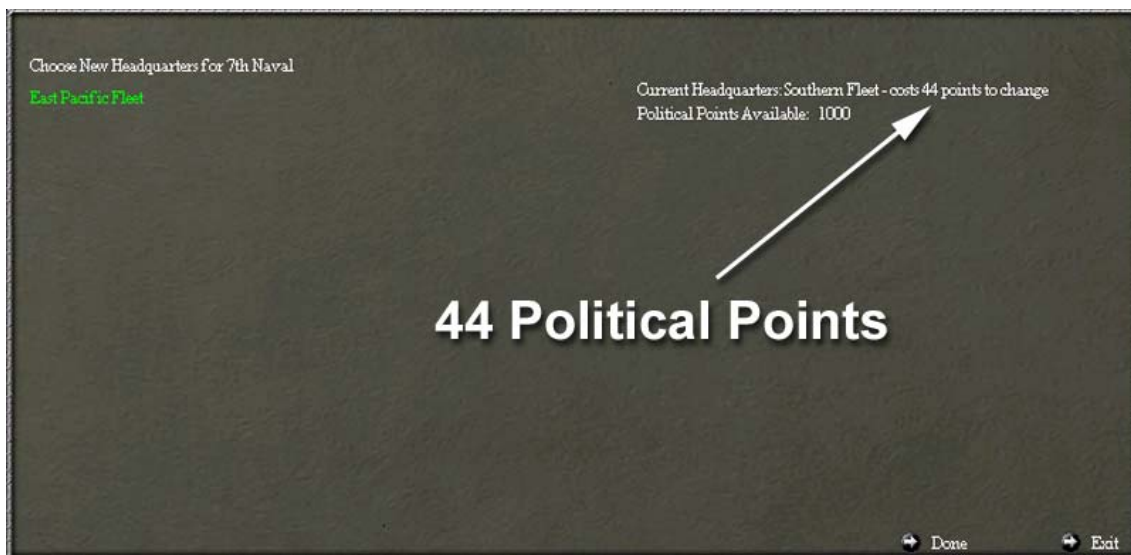 Choose New Headquarters for 7th Naval
East Pacific Fleet
Current Headquarters: Southern Fleet - costs 44 points to change
Political Points Available: 1000
44 Political Points
Done
Exit